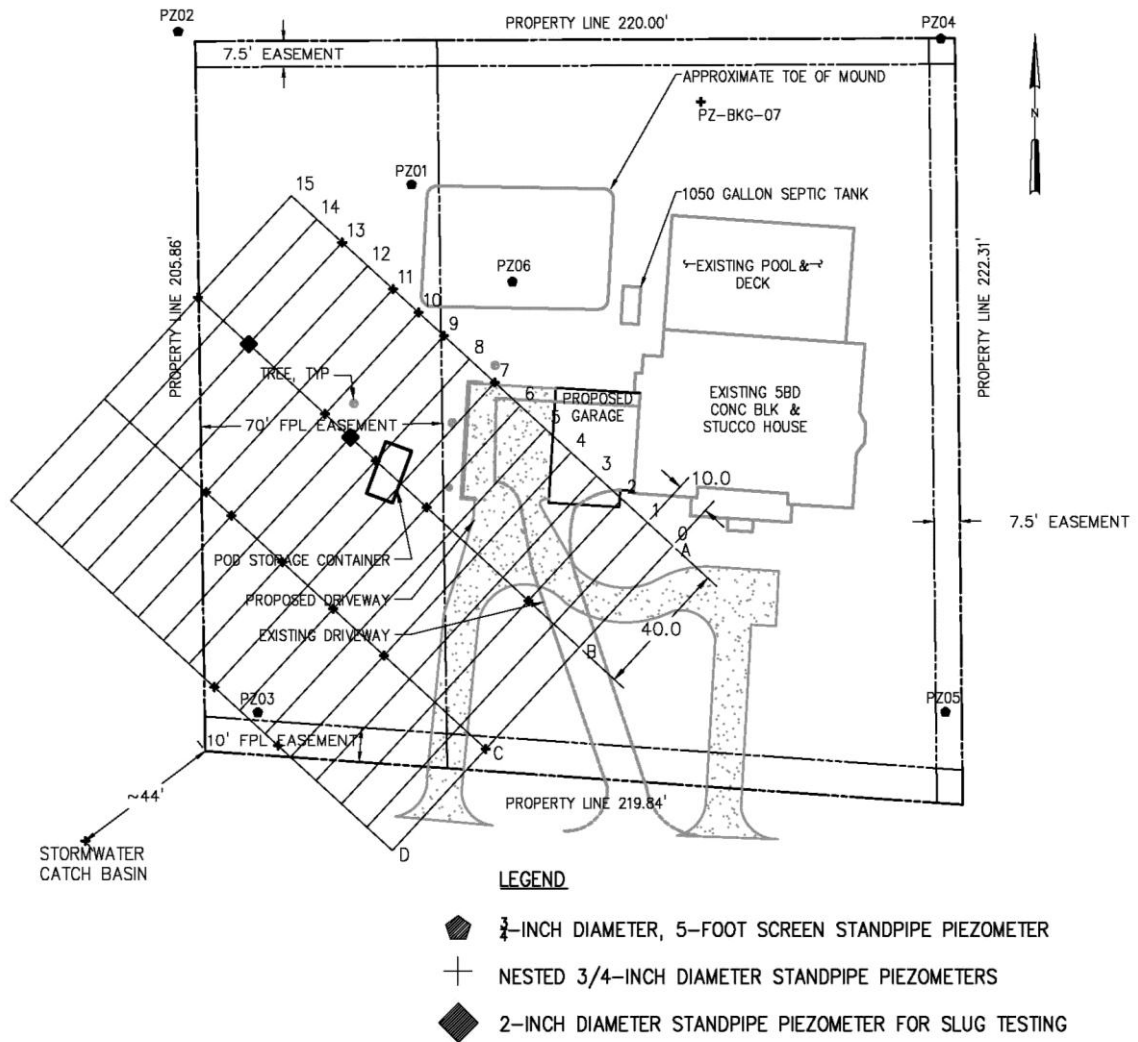 PZ02
PROPERTY LINE 220.00'
PZ04
7.5' EASEMENT
APPROXIMATE TOE OF MOUND
PZ-BKG-07
N
PZ01
1050 GALLON SEPTIC TANK
15
14
13
12
11
10
9
8
7
6
5
4
3
2
1
0
PZ06
EXISTING POOL &
DECK
PROPERTY LINE 205.86'
PROPERTY LINE 222.31'
TREE, TYP
70' FPL EASEMENT
PROPOSED
GARAGE
EXISTING 5BD
CONC BLK &
STUCCO HOUSE
10.0
A
7.5' EASEMENT
POD STORAGE CONTAINER
PROPOSED DRIVEWAY
EXISTING DRIVEWAY
40.0
B
PZ03
PZ05
10' FPL EASEMENT
C
~44'
PROPERTY LINE 219.84'
STORMWATER
CATCH BASIN
D
LEGEND
3/4-INCH DIAMETER, 5-FOOT SCREEN STANDPIPE PIEZOMETER
NESTED 3/4-INCH DIAMETER STANDPIPE PIEZOMETERS
2-INCH DIAMETER STANDPIPE PIEZOMETER FOR SLUG TESTING